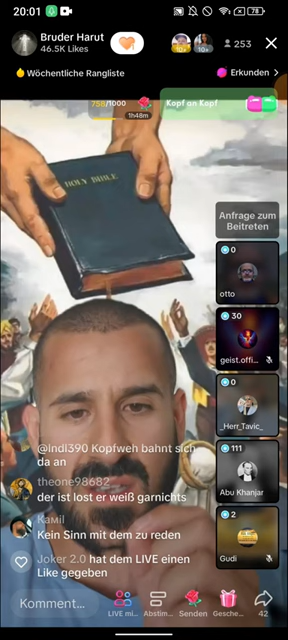 20:01
78
Bruder Harut
46.5K Likes
10+
10+
253
Wöchentliche Rangliste
Erkunden >
758/1000
1h48m
Kopf an Kopf
HOLY BIBLE
Anfrage zum
Beitreten
0
otto
30
geist.offi...
0
_Herr_Tavic_
111
Abu Khanjar
2
Gudi
@Indi390 Kopfweh bahnt sich
da an
theone98682
der ist lost er weiß garnichts
Kamil
Kein Sinn mit dem zu reden
Joker 2.0 hat dem LIVE einen
Like gegeben
Komment...
LIVE mi...
Abstim...
Senden
Gesche...
42